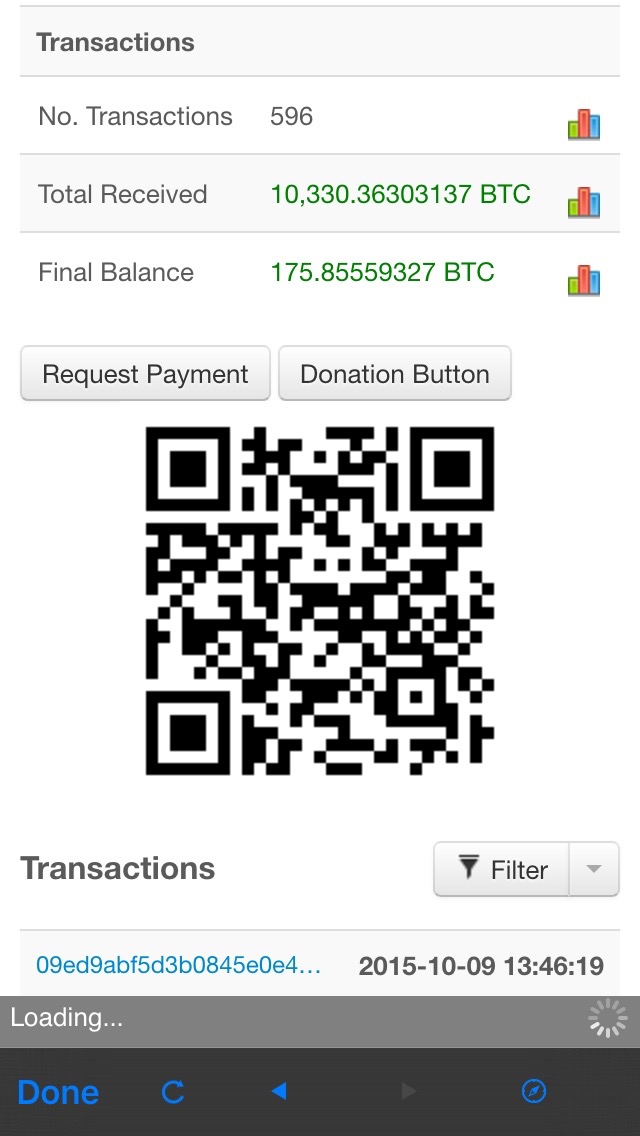 Transactions
No. Transactions 596
Total Received 10,330.36303137 BTC
Final Balance 175.85559327 BTC
Request Payment Donation Button
Transactions Filter
09ed9abf5d3b0845e0e4... 2015-10-09 13:46:19
Loading...
Done